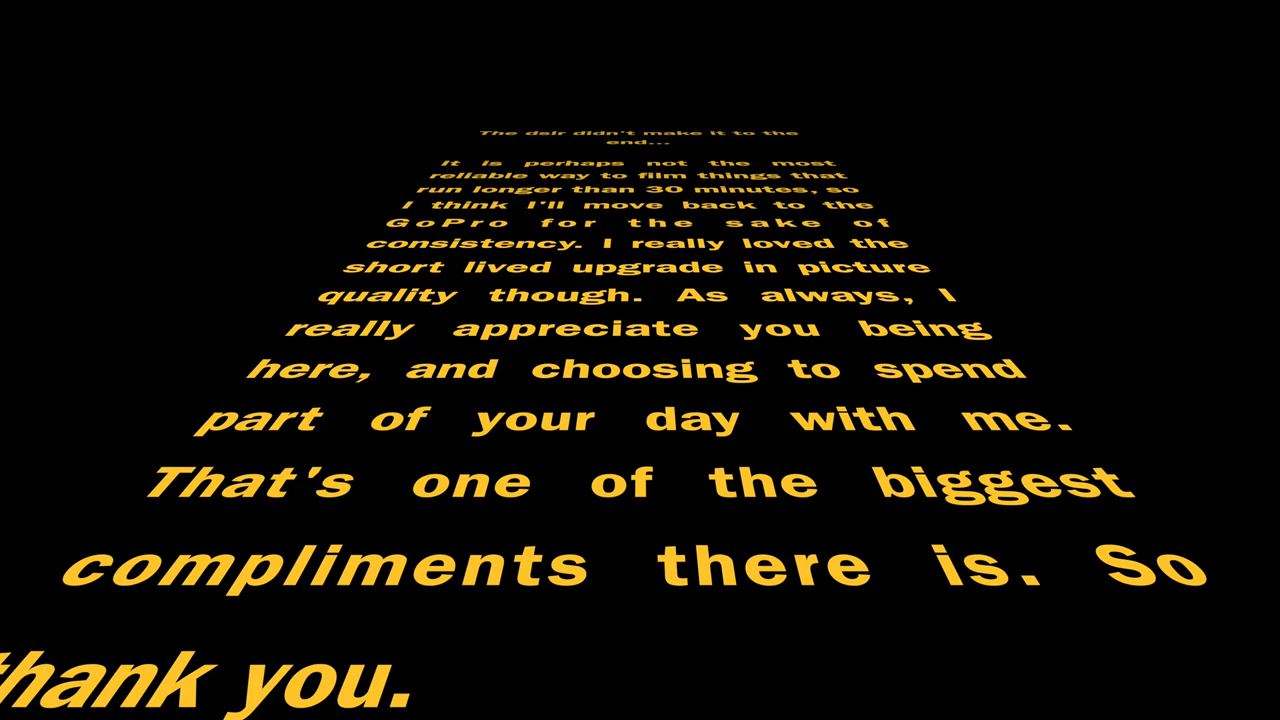 The dslr didn't make it to the
end...
It is perhaps not the most
reliable way to film things that
run longer than 30 minutes, so
I think I'll move back to the
GoPro for the sake of
consistency. I really loved the
short lived upgrade in picture
quality though. As always, I
really appreciate you being
here, and choosing to spend
part of your day with me.
That's one of the biggest
compliments there is. So
thank you.